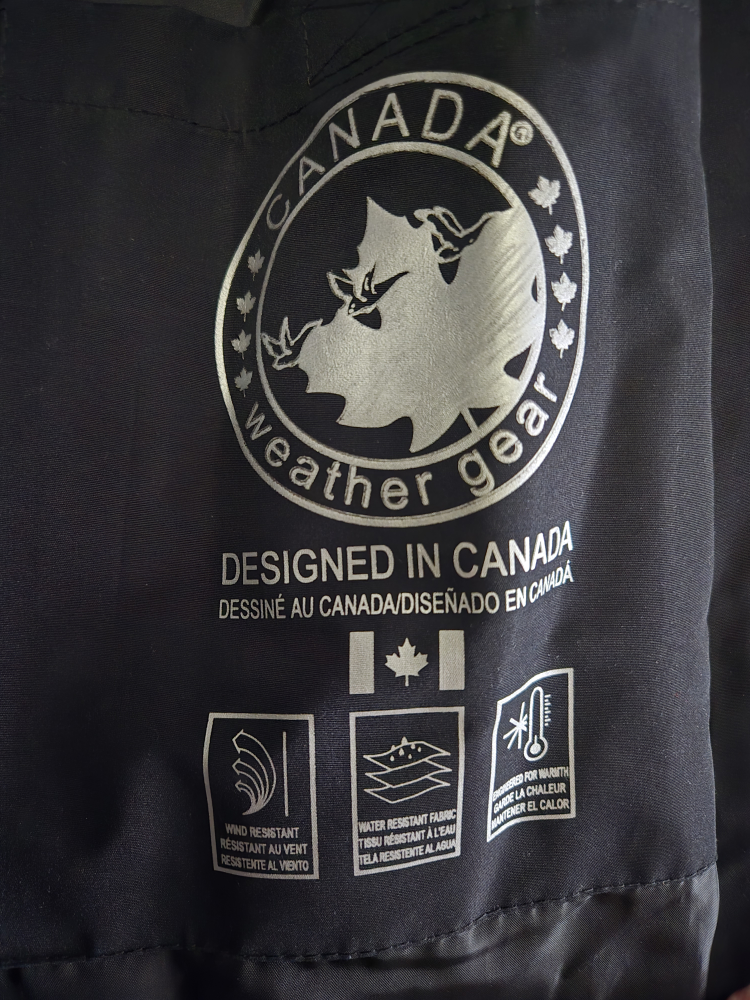 CANADA®
weather gear
DESIGNED IN CANADA
DESSINÉ AU CANADA/DISEÑADO EN CANADÁ
WIND RESISTANT
RÉSISTANT AU VENT
RESISTENTE AL VIENTO
WATER RESISTANT FABRIC
TISSU RÉSISTANT À L'EAU
TELA RESISTENTE AL AGUA
ENGINEERED FOR WARMTH
GARDE LA CHALEUR
MANTENER EL CALOR